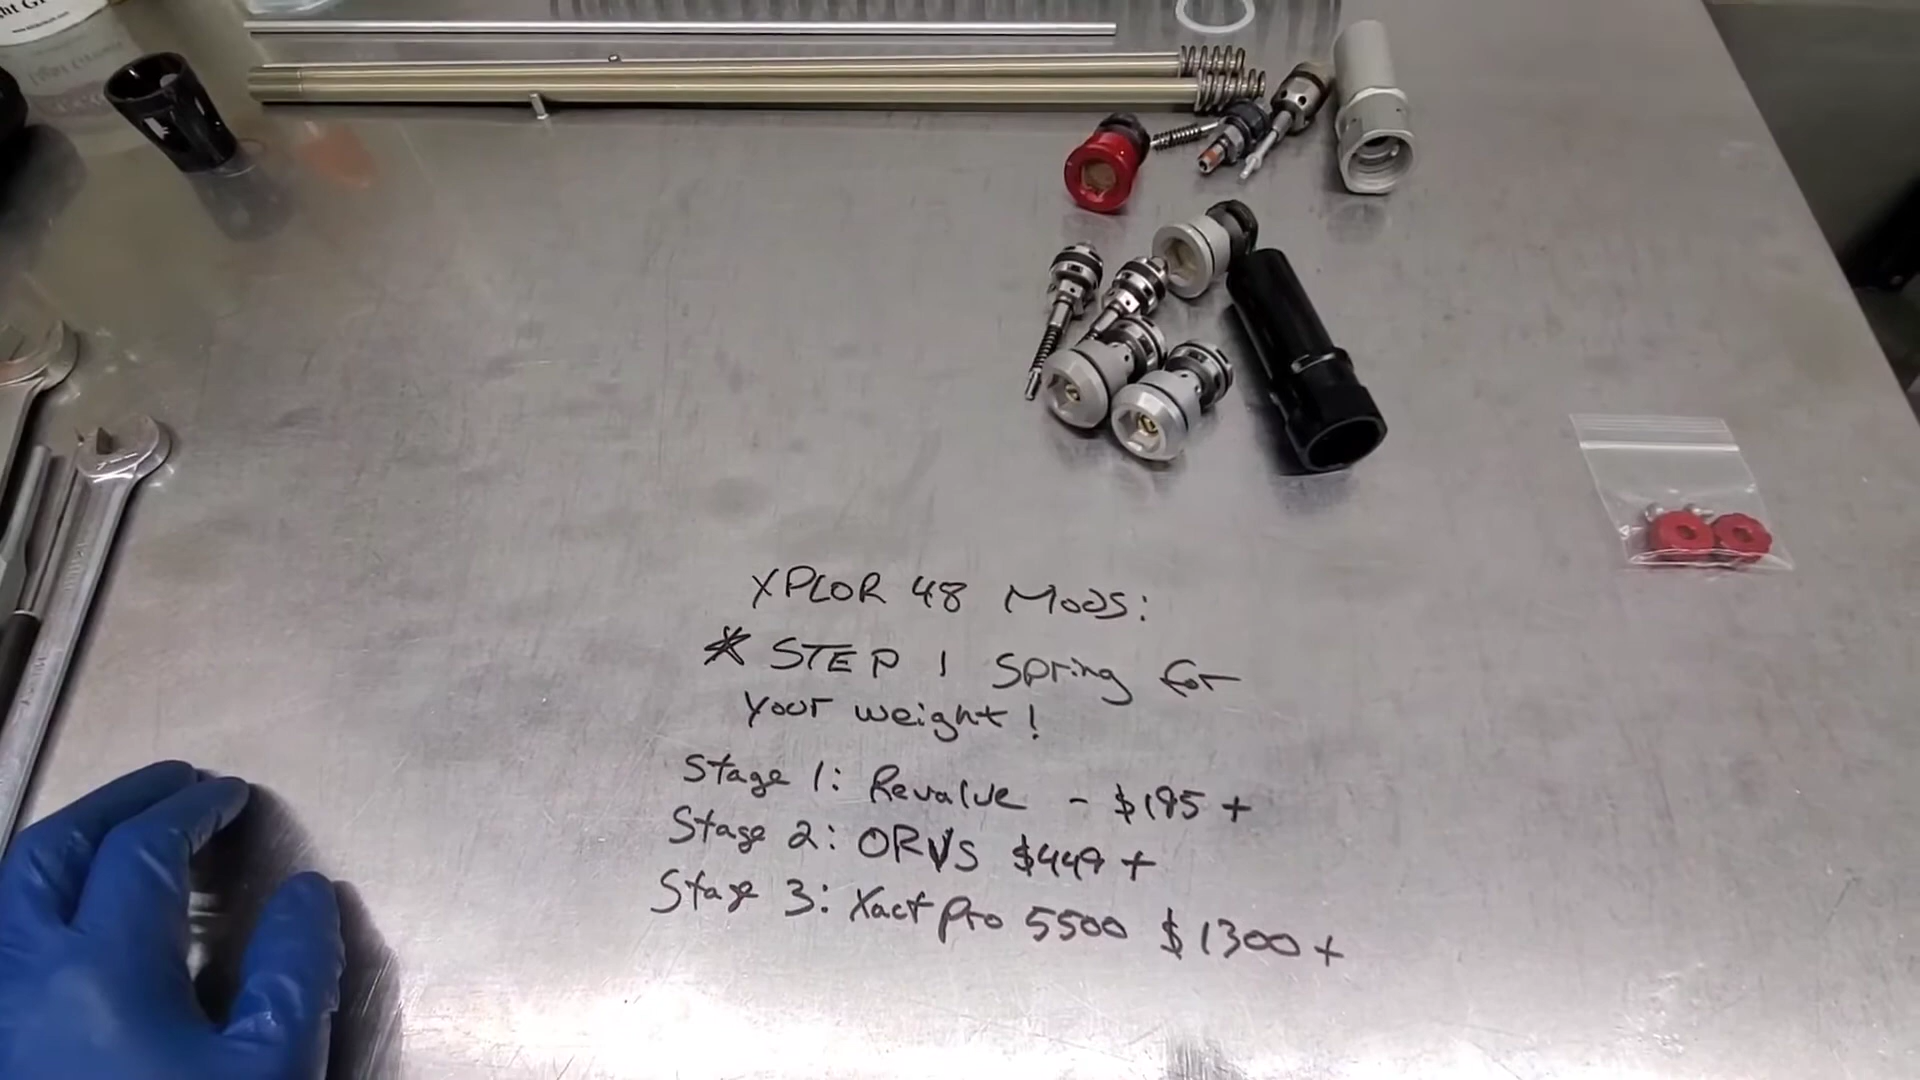 XPLOR 48 MODS:
* STEP 1 Spring for
your weight!
Stage 1: Revalve - $195 +
Stage 2: ORVS $449 +
Stage 3: Xact Pro 5500 $1300 +